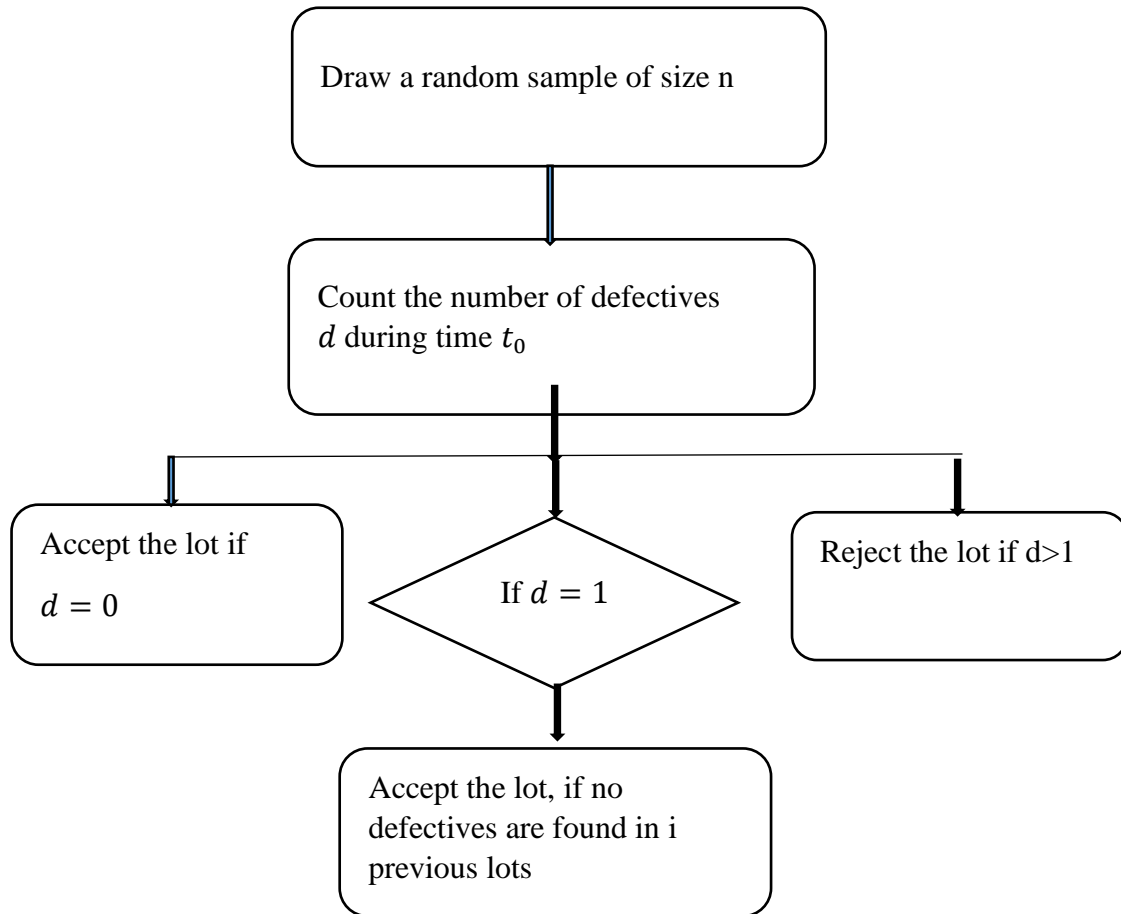 Draw a random sample of size n
Count the number of defectives
𝑑 during time 𝑡₀
Accept the lot if
𝑑 = 0
If 𝑑 = 1
Reject the lot if d>1
Accept the lot, if no
defectives are found in i
previous lots